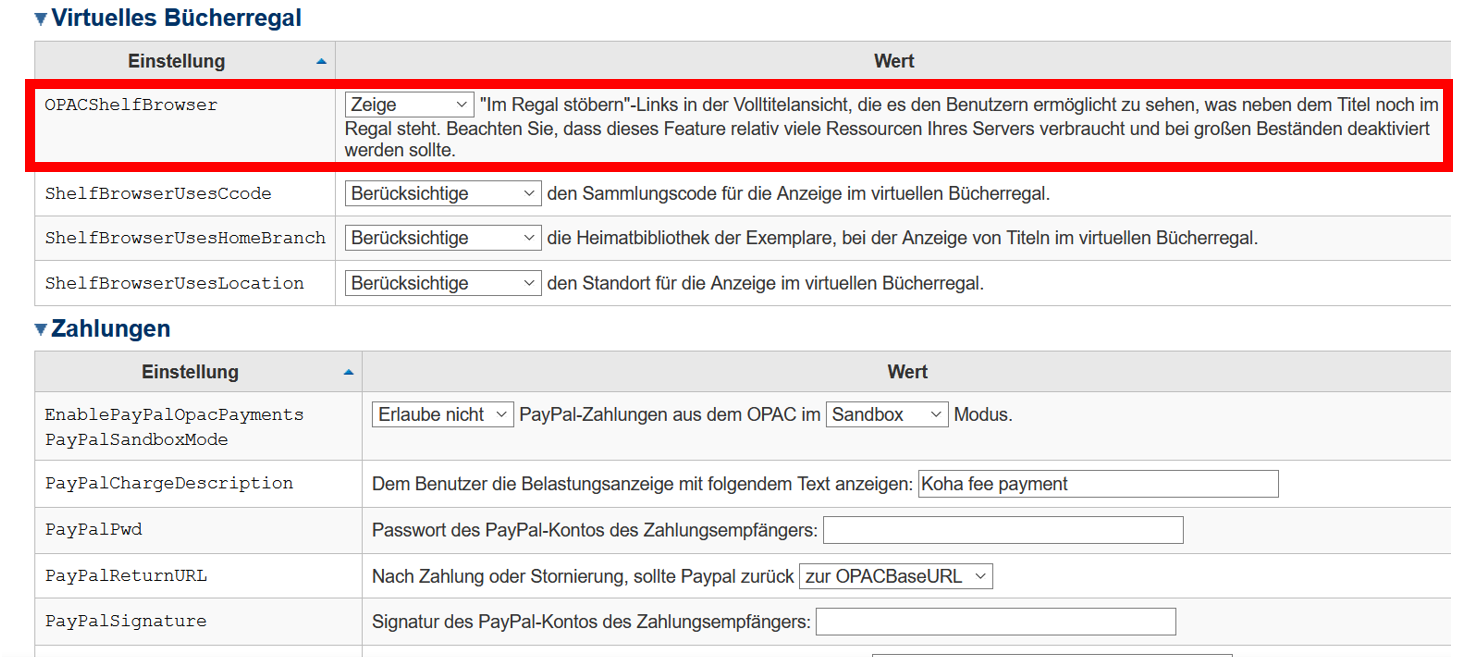 Virtuelles Bücherregal
Einstellung Wert
OPACShelfBrowser Zeige "Im Regal stöbern"-Links in der Volltitelansicht, die es den Benutzern ermöglicht zu sehen, was neben dem Titel noch im
Regal steht. Beachten Sie, dass dieses Feature relativ viele Ressourcen Ihres Servers verbraucht und bei großen Beständen deaktiviert
werden sollte.
ShelfBrowserUsesCcode Berücksichtige den Sammlungscode für die Anzeige im virtuellen Bücherregal.
ShelfBrowserUsesHomeBranch Berücksichtige die Heimatbibliothek der Exemplare, bei der Anzeige von Titeln im virtuellen Bücherregal.
ShelfBrowserUsesLocation Berücksichtige den Standort für die Anzeige im virtuellen Bücherregal.
Zahlungen
Einstellung Wert
EnablePayPalOpacPayments Erlaube nicht PayPal-Zahlungen aus dem OPAC im Sandbox Modus.
PayPalSandboxMode
PayPalChargeDescription Dem Benutzer die Belastungsanzeige mit folgendem Text anzeigen: Koha fee payment
PayPalPwd Passwort des PayPal-Kontos des Zahlungsempfängers:
PayPalReturnURL Nach Zahlung oder Stornierung, sollte Paypal zurück zur OPACBaseURL
PayPalSignature Signatur des PayPal-Kontos des Zahlungsempfängers: